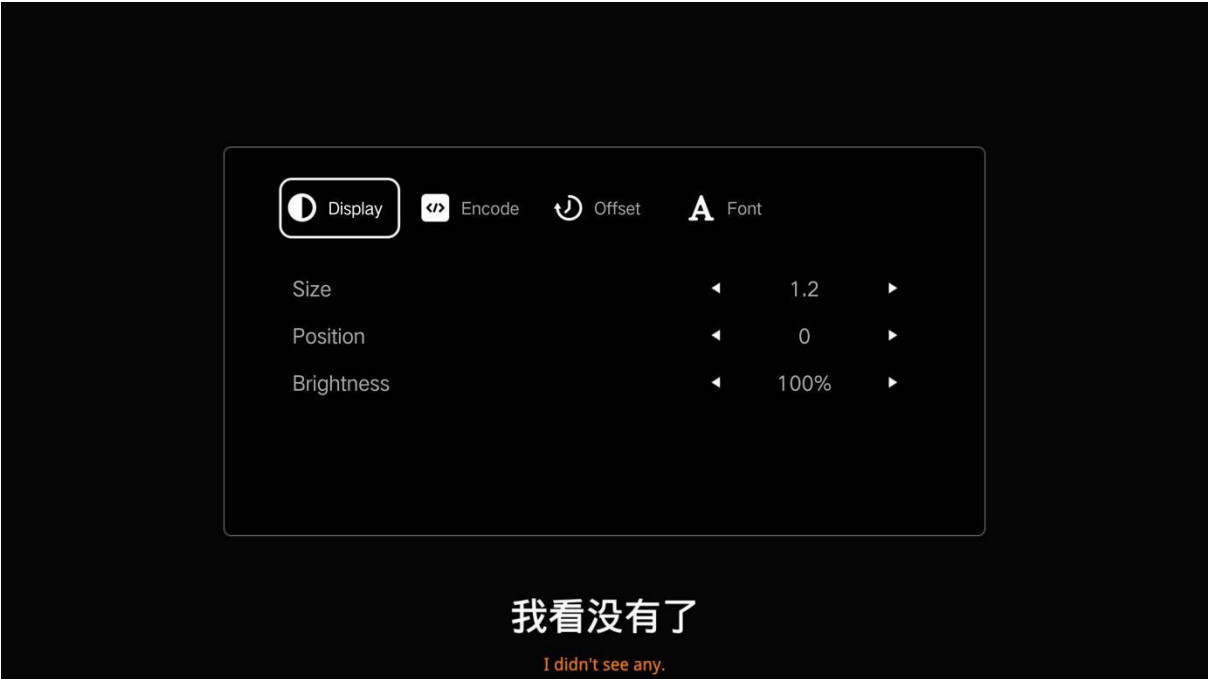 Display Encode Offset Font
Size 1.2
Position 0
Brightness 100%
我看没有了
I didn't see any.